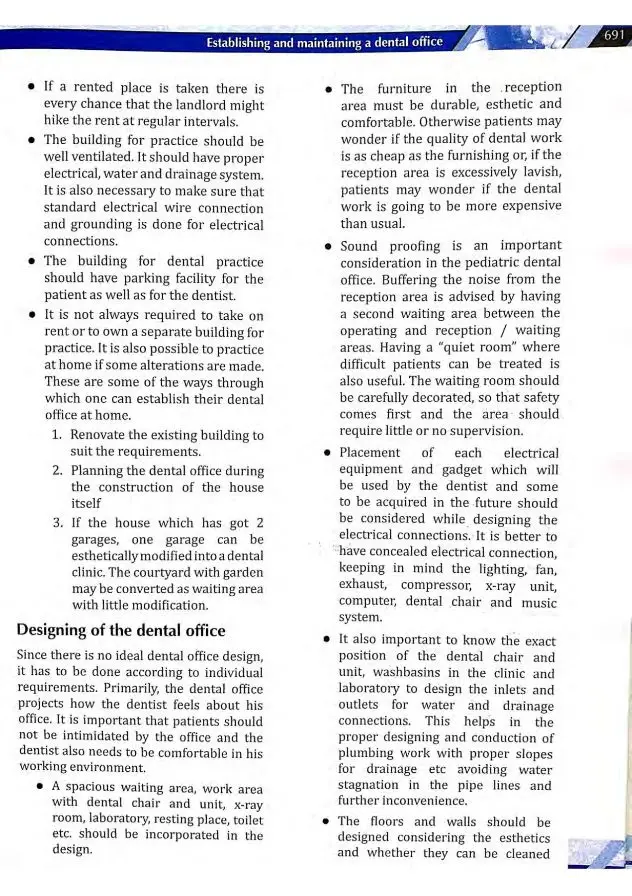 Establishing and maintaining a dental office
691
• If a rented place is taken there is
every chance that the landlord might
hike the rent at regular intervals.
• The building for practice should be
well ventilated. It should have proper
electrical, water and drainage system.
It is also necessary to make sure that
standard electrical wire connection
and grounding is done for electrical
connections.
• The building for dental practice
should have parking facility for the
patient as well as for the dentist.
• It is not always required to take on
rent or to own a separate building for
practice. It is also possible to practice
at home if some alterations are made.
These are some of the ways through
which one can establish their dental
office at home.
1. Renovate the existing building to
suit the requirements.
2. Planning the dental office during
the construction of the house
itself
3. If the house which has got 2
garages, one garage can be
esthetically modified into a dental
clinic. The courtyard with garden
may be converted as waiting area
with little modification.
Designing of the dental office
Since there is no ideal dental office design,
it has to be done according to individual
requirements. Primarily, the dental office
projects how the dentist feels about his
office. It is important that patients should
not be intimidated by the office and the
dentist also needs to be comfortable in his
working environment.
• A spacious waiting area, work area
with dental chair and unit, x-ray
room, laboratory, resting place, toilet
etc. should be incorporated in the
design.
• The furniture in the reception
area must be durable, esthetic and
comfortable. Otherwise patients may
wonder if the quality of dental work
is as cheap as the furnishing or, if the
reception area is excessively lavish,
patients may wonder if the dental
work is going to be more expensive
than usual.
• Sound proofing is an important
consideration in the pediatric dental
office. Buffering the noise from the
reception area is advised by having
a second waiting area between the
operating and reception / waiting
areas. Having a "quiet room" where
difficult patients can be treated is
also useful. The waiting room should
be carefully decorated, so that safety
comes first and the area should
require little or no supervision.
• Placement of each electrical
equipment and gadget which will
be used by the dentist and some
to be acquired in the future should
be considered while designing the
electrical connections. It is better to
have concealed electrical connection,
keeping in mind the lighting, fan,
exhaust, compressor, x-ray unit,
computer, dental chair and music
system.
• It also important to know the exact
position of the dental chair and
unit, washbasins in the clinic and
laboratory to design the inlets and
outlets for water and drainage
connections. This helps in the
proper designing and conduction of
plumbing work with proper slopes
for drainage etc avoiding water
stagnation in the pipe lines and
further inconvenience.
• The floors and walls should be
designed considering the esthetics
and whether they can be cleaned